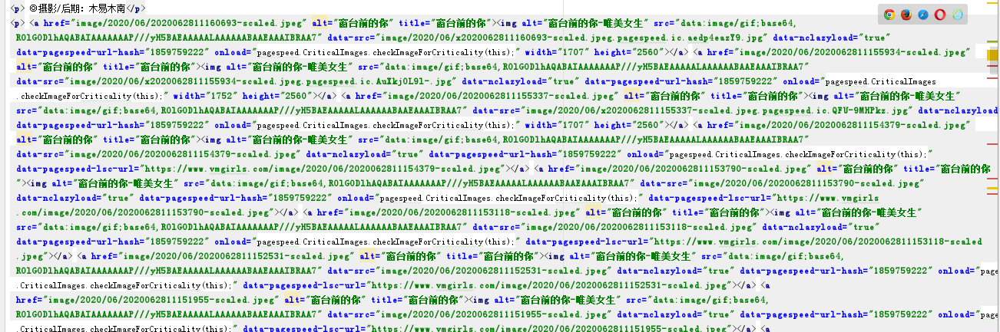 <p> ©摄影/后期：木易木南</p>
<p> <a href="image/2020/06/2020062811160693-scaled.jpeg" alt="窗台前的你" title="窗台前的你"><img alt="窗台前的你-唯美女生" src="data:image/gif;base64,
R0lGODlhAQABAIAAAAAAAP///yH5BAEAAAAALAAAAAABAAEAAAIBRAA7" data-src="image/2020/06/x2020062811160693-scaled.jpeg.pagespeed.ic.aedp4eazY9.jpg" data-nclazyload="true"
data-pagespeed-url-hash="1859759222" onload="pagespeed.CriticalImages.checkImageForCriticality(this);" width="1707" height="2560"></a> <a href="image/2020/06/2020062811155934-scaled.jpeg"
alt="窗台前的你" title="窗台前的你"><img alt="窗台前的你-唯美女生" src="data:image/gif;base64,R0lGODlhAQABAIAAAAAAAP///yH5BAEAAAAALAAAAAABAAEAAAIBRAA7"
data-src="image/2020/06/x2020062811155934-scaled.jpeg.pagespeed.ic.AuIkjOL9l-.jpg" data-nclazyload="true" data-pagespeed-url-hash="1859759222" onload="pagespeed.CriticalImages
.checkImageForCriticality(this);" width="1752" height="2560"></a> <a href="image/2020/06/2020062811155337-scaled.jpeg" alt="窗台前的你" title="窗台前的你"><img alt="窗台前的你-唯美女生"
src="data:image/gif;base64,R0lGODlhAQABAIAAAAAAAP///yH5BAEAAAAALAAAAAABAAEAAAIBRAA7" data-src="image/2020/06/x2020062811155337-scaled.jpeg.pagespeed.ic.QFU-9MHPkz.jpg" data-nclazyload
data-pagespeed-url-hash="1859759222" onload="pagespeed.CriticalImages.checkImageForCriticality(this);" width="1707" height="2560"></a> <a href="image/2020/06/2020062811154379-scaled.jpeg"
alt="窗台前的你" title="窗台前的你"><img alt="窗台前的你-唯美女生" src="data:image/gif;base64,R0lGODlhAQABAIAAAAAAAP///yH5BAEAAAAALAAAAAABAAEAAAIBRAA7"
data-src="image/2020/06/2020062811154379-scaled.jpeg" data-nclazyload="true" data-pagespeed-url-hash="1859759222" onload="pagespeed.CriticalImages.checkImageForCriticality(this);"
data-pagespeed-lsc-url="https://www.vmgirls.com/image/2020/06/2020062811154379-scaled.jpeg"></a> <a href="image/2020/06/2020062811153790-scaled.jpeg" alt="窗台前的你" title="窗台前的你
"><img alt="窗台前的你-唯美女生" src="data:image/gif;base64,R0lGODlhAQABAIAAAAAAAP///yH5BAEAAAAALAAAAAABAAEAAAIBRAA7" data-src="image/2020/06/2020062811153790-scaled.jpeg"
data-nclazyload="true" data-pagespeed-url-hash="1859759222" onload="pagespeed.CriticalImages.checkImageForCriticality(this);" data-pagespeed-lsc-url="https://www.vmgirls
.com/image/2020/06/2020062811153790-scaled.jpeg"></a> <a href="image/2020/06/2020062811153118-scaled.jpeg" alt="窗台前的你" title="窗台前的你"><img alt="窗台前的你-唯美女生"
src="data:image/gif;base64,R0lGODlhAQABAIAAAAAAAP///yH5BAEAAAAALAAAAAABAAEAAAIBRAA7" data-src="image/2020/06/2020062811153118-scaled.jpeg" data-nclazyload="true"
data-pagespeed-url-hash="1859759222" onload="pagespeed.CriticalImages.checkImageForCriticality(this);" data-pagespeed-lsc-url="https://www.vmgirls.com/image/2020/06/2020062811153118-scaled
.jpeg"></a> <a href="image/2020/06/2020062811152531-scaled.jpeg" alt="窗台前的你" title="窗台前的你"><img alt="窗台前的你-唯美女生" src="data:image/gif;base64,
R0lGODlhAQABAIAAAAAAAP///yH5BAEAAAAALAAAAAABAAEAAAIBRAA7" data-src="image/2020/06/2020062811152531-scaled.jpeg" data-nclazyload="true" data-pagespeed-url-hash="1859759222" onload="page
.CriticalImages.checkImageForCriticality(this);" data-pagespeed-lsc-url="https://www.vmgirls.com/image/2020/06/2020062811152531-scaled.jpeg"></a> <a
href="image/2020/06/2020062811151955-scaled.jpeg" alt="窗台前的你" title="窗台前的你"><img alt="窗台前的你-唯美女生" src="data:image/gif;base64,
R0lGODlhAQABAIAAAAAAAP///yH5BAEAAAAALAAAAAABAAEAAAIBRAA7" data-src="image/2020/06/2020062811151955-scaled.jpeg" data-nclazyload="true" data-pagespeed-url-hash="1859759222" onload="page
.CriticalImages.checkImageForCriticality(this);" data-pagespeed-lsc-url="https://www.vmgirls.com/image/2020/06/2020062811151955-scaled.jpeg"></a> <a